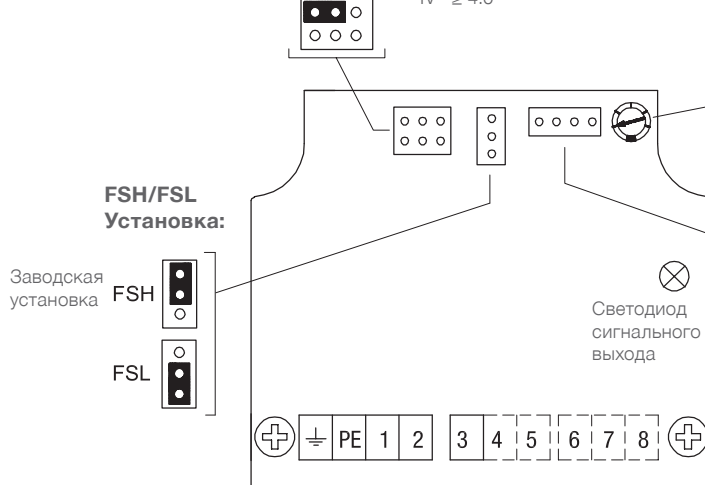 FSH/FSL
Установка:
Заводская
установка
FSH
FSL
Светодиод
сигнального
выхода
PE 1 2 3 4 5 6 7 8